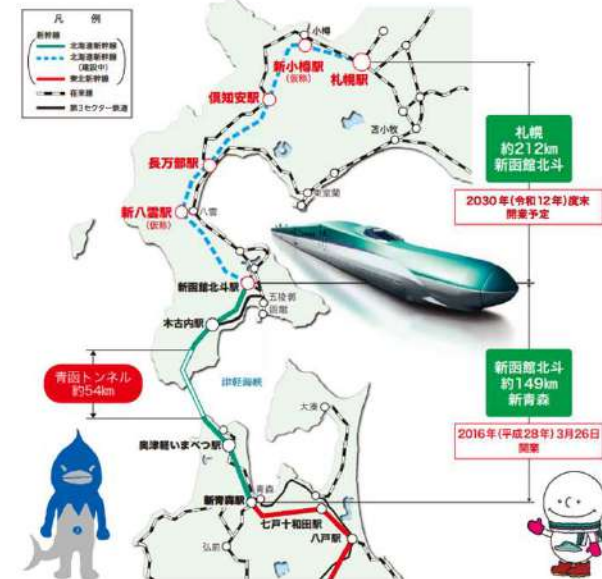 凡 例
新幹線
北海道新幹線
北海道新幹線
(建設中)
東北新幹線
在来線
第3セクター鉄道
小樽
新小樽駅
(仮称)
札幌駅
倶知安駅
苫小牧
長万部駅
東室蘭
新八雲駅
(仮称)
八雲
札幌
約212km
新函館北斗
2030年(令和12年)度末
開業予定
新函館北斗駅
五稜郭
函館
木古内駅
青函トンネル
約54km
津軽海峡
新函館北斗
約149km
新青森
2016年(平成28年)3月26日
開業
大湊
奥津軽いまべつ駅
新青森駅
青森
七戸十和田駅
八戸駅
弘前